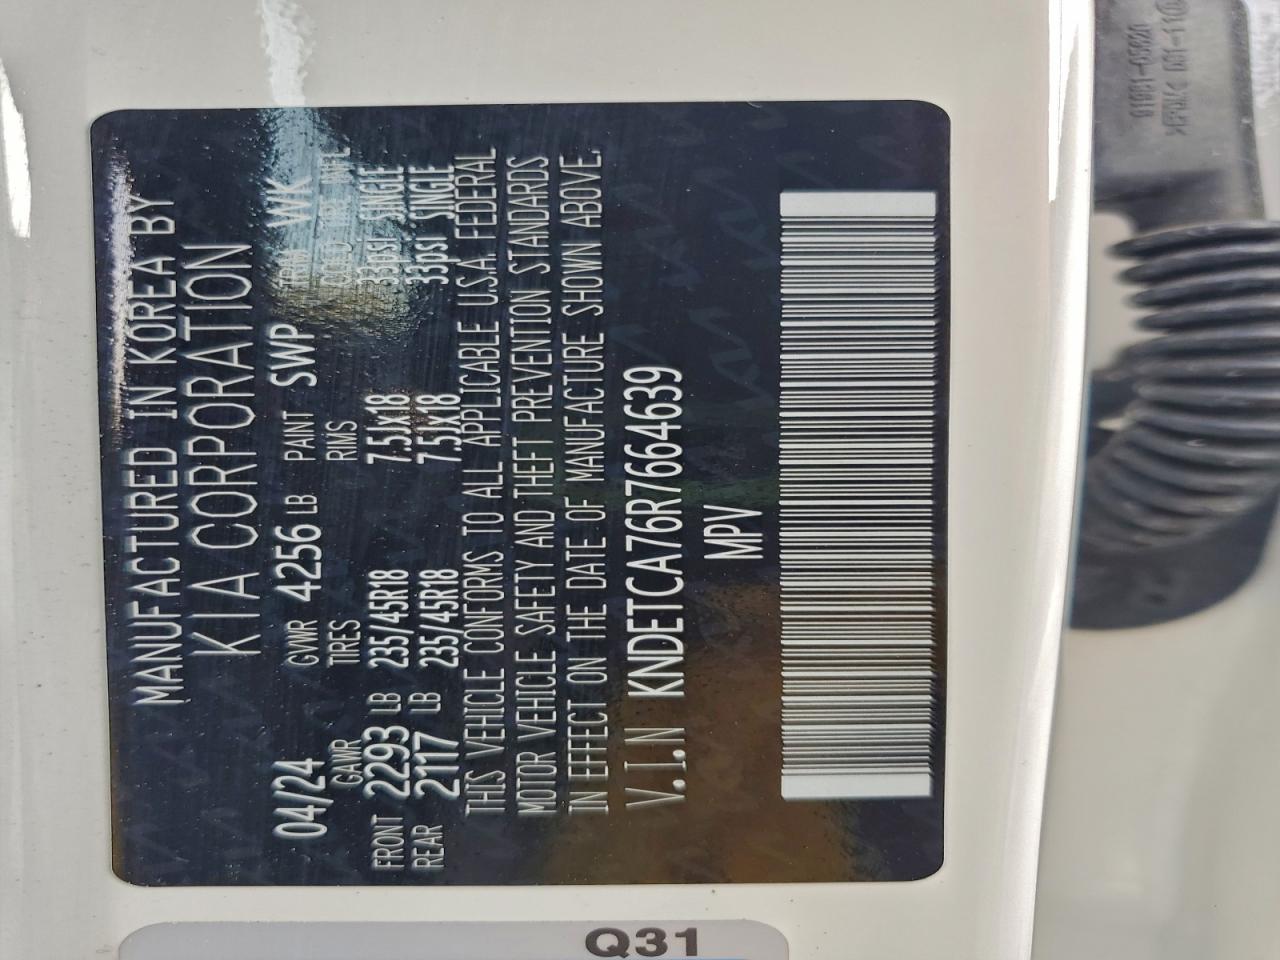 MANUFACTURED IN KOREA BY
KIA CORPORATION
04/24 GVWR 4256 LB PAINT SWP TRIM WK
GAWR TIRES RIMS COLD TIRE INFL
FRONT 2293 LB 235/45R18 7.5JX18 33psi SINGLE
REAR 2117 LB 235/45R18 7.5JX18 33psi SINGLE
THIS VEHICLE CONFORMS TO ALL APPLICABLE U.S.A. FEDERAL
MOTOR VEHICLE SAFETY AND THEFT PREVENTION STANDARDS
IN EFFECT ON THE DATE OF MANUFACTURE SHOWN ABOVE.
V.I.N KNDETCA76R7664639
MPV
Q31